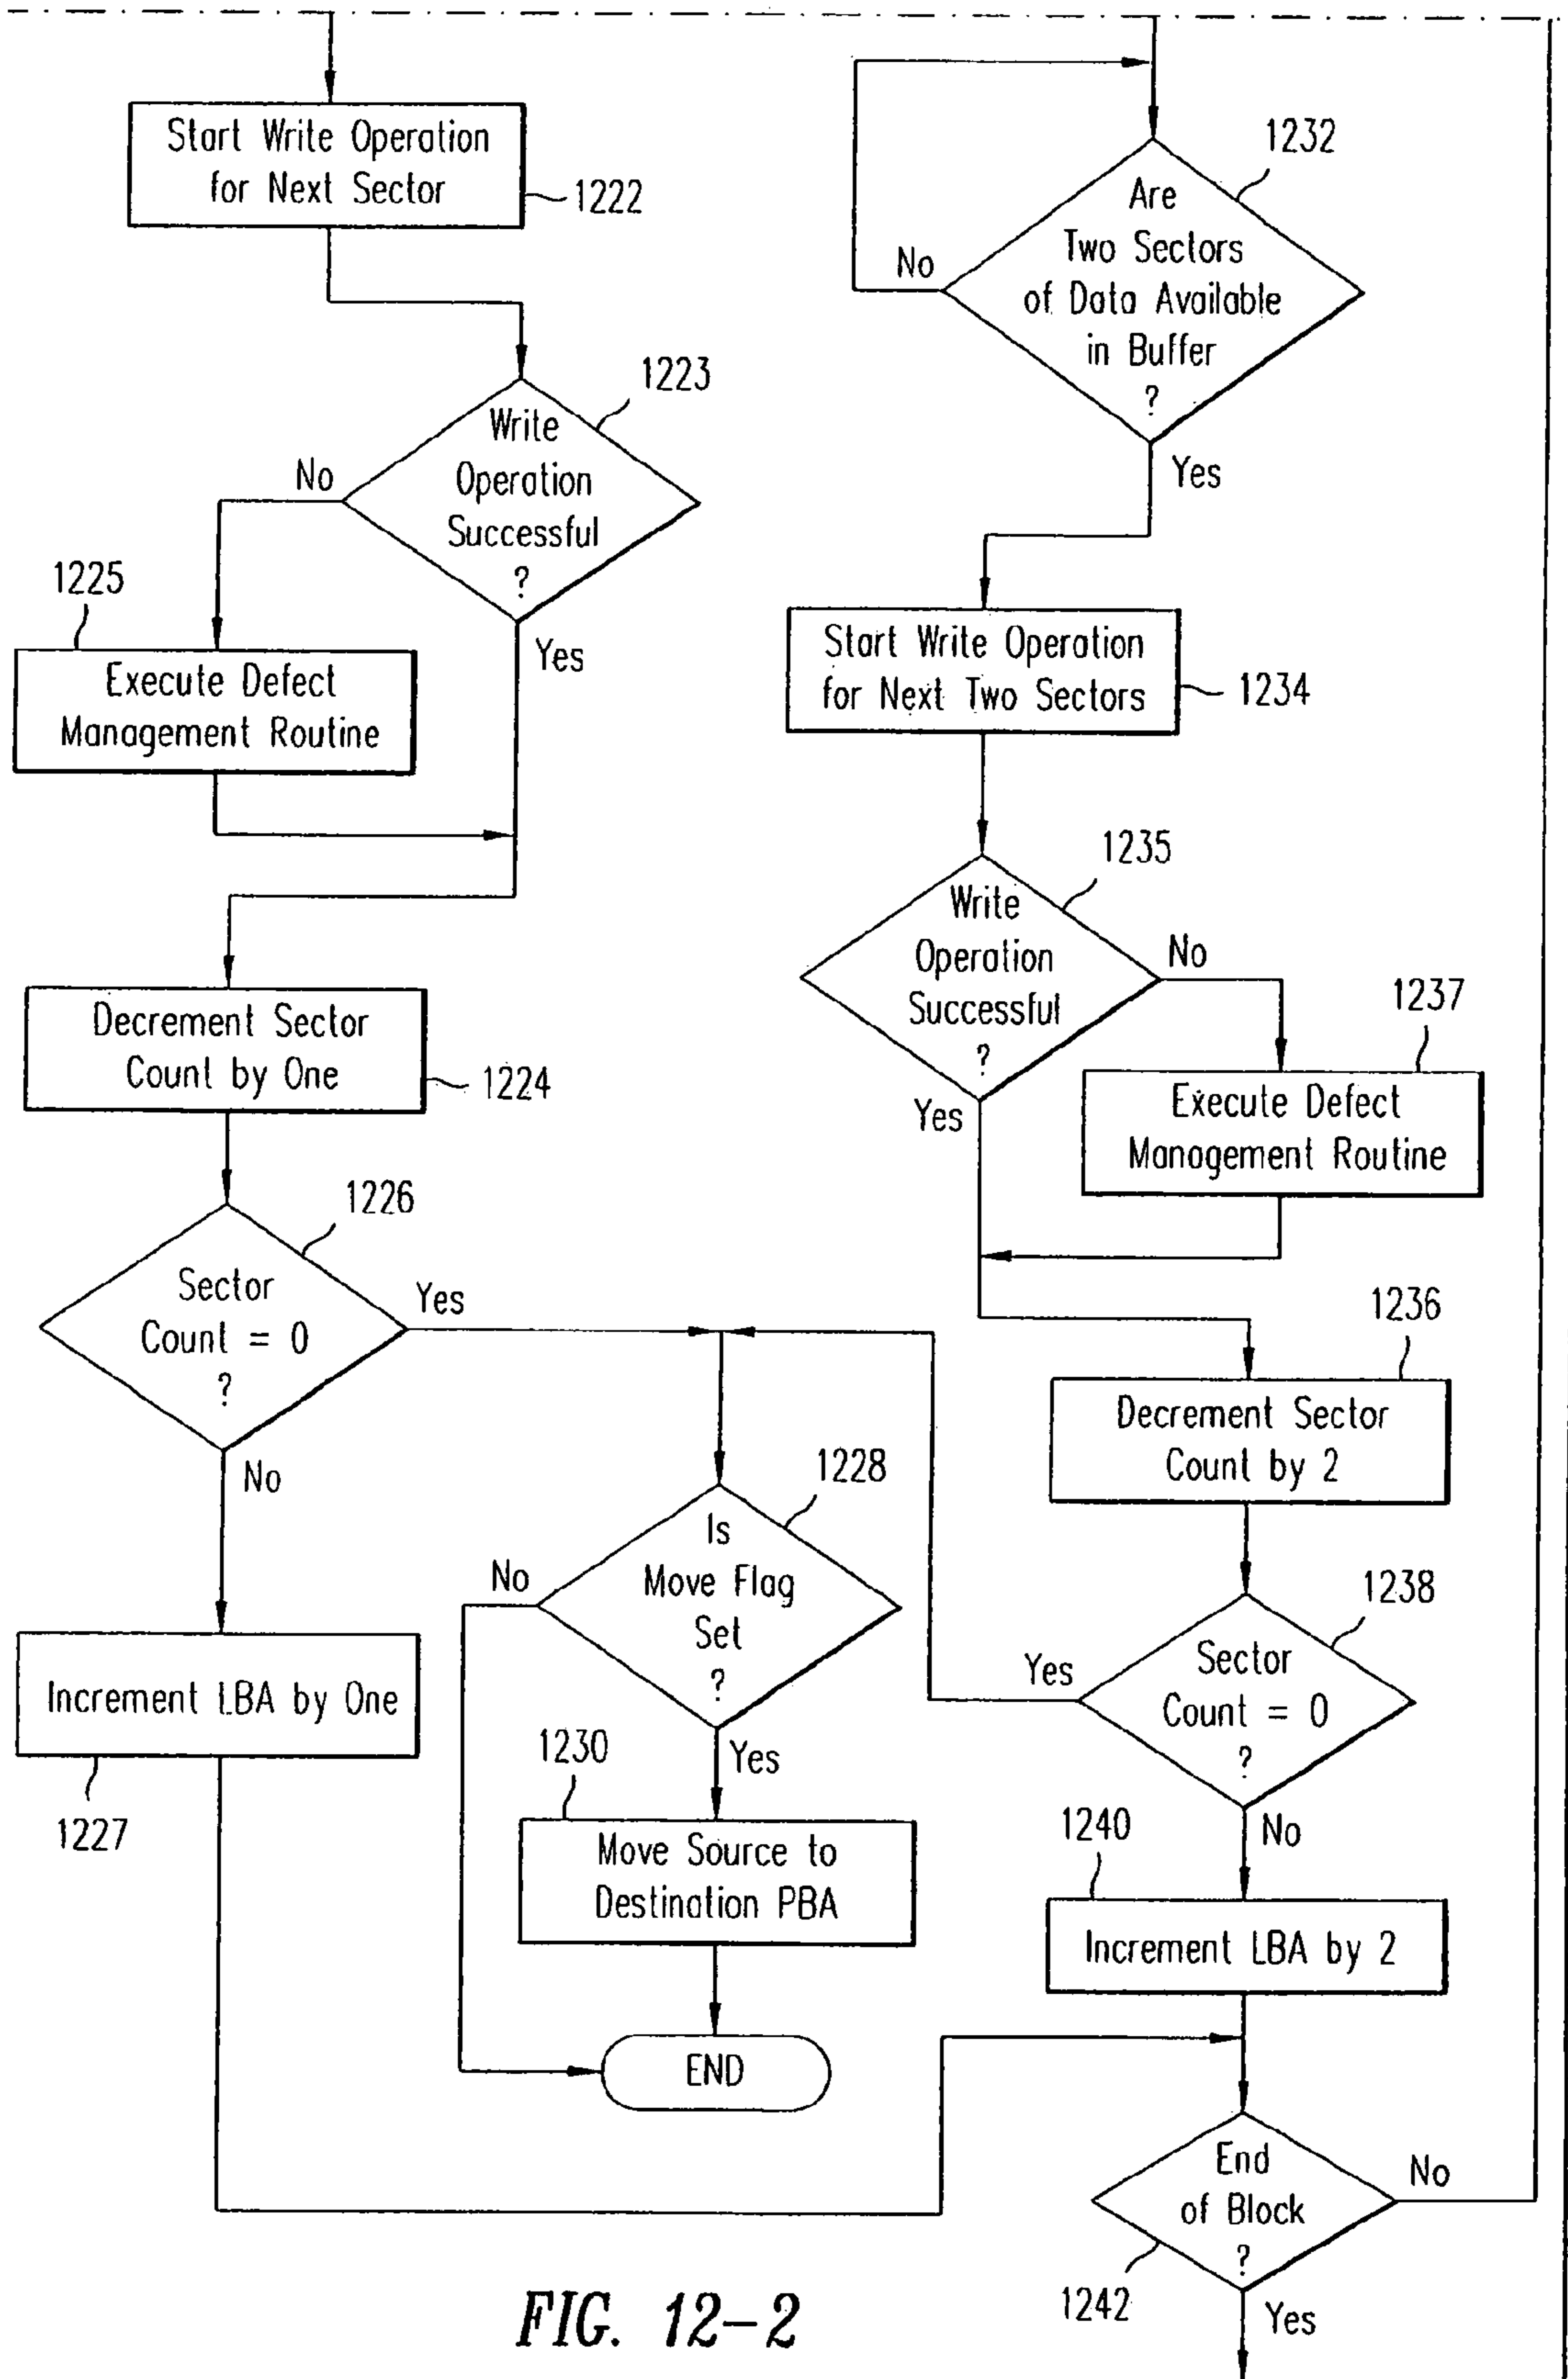 Start Write Operation
for Next Sector
1222
Write
Operation
Successful
?
1223
No
Yes
1225
Execute Defect
Management Routine
Decrement Sector
Count by One
1224
1226
Sector
Count = 0
?
Yes
No
Increment LBA by One
1227
1228
Is
Move Flag
Set
?
No
Yes
1230
Move Source to
Destination PBA
END
1232
Are
Two Sectors
of Data Available
in Buffer
?
No
Yes
Start Write Operation
for Next Two Sectors
1234
1235
Write
Operation
Successful
?
No
Yes
1237
Execute Defect
Management Routine
1236
Decrement Sector
Count by 2
1238
Sector
Count = 0
?
Yes
No
1240
Increment LBA by 2
End
of Block
?
No
1242
Yes
FIG. 12-2